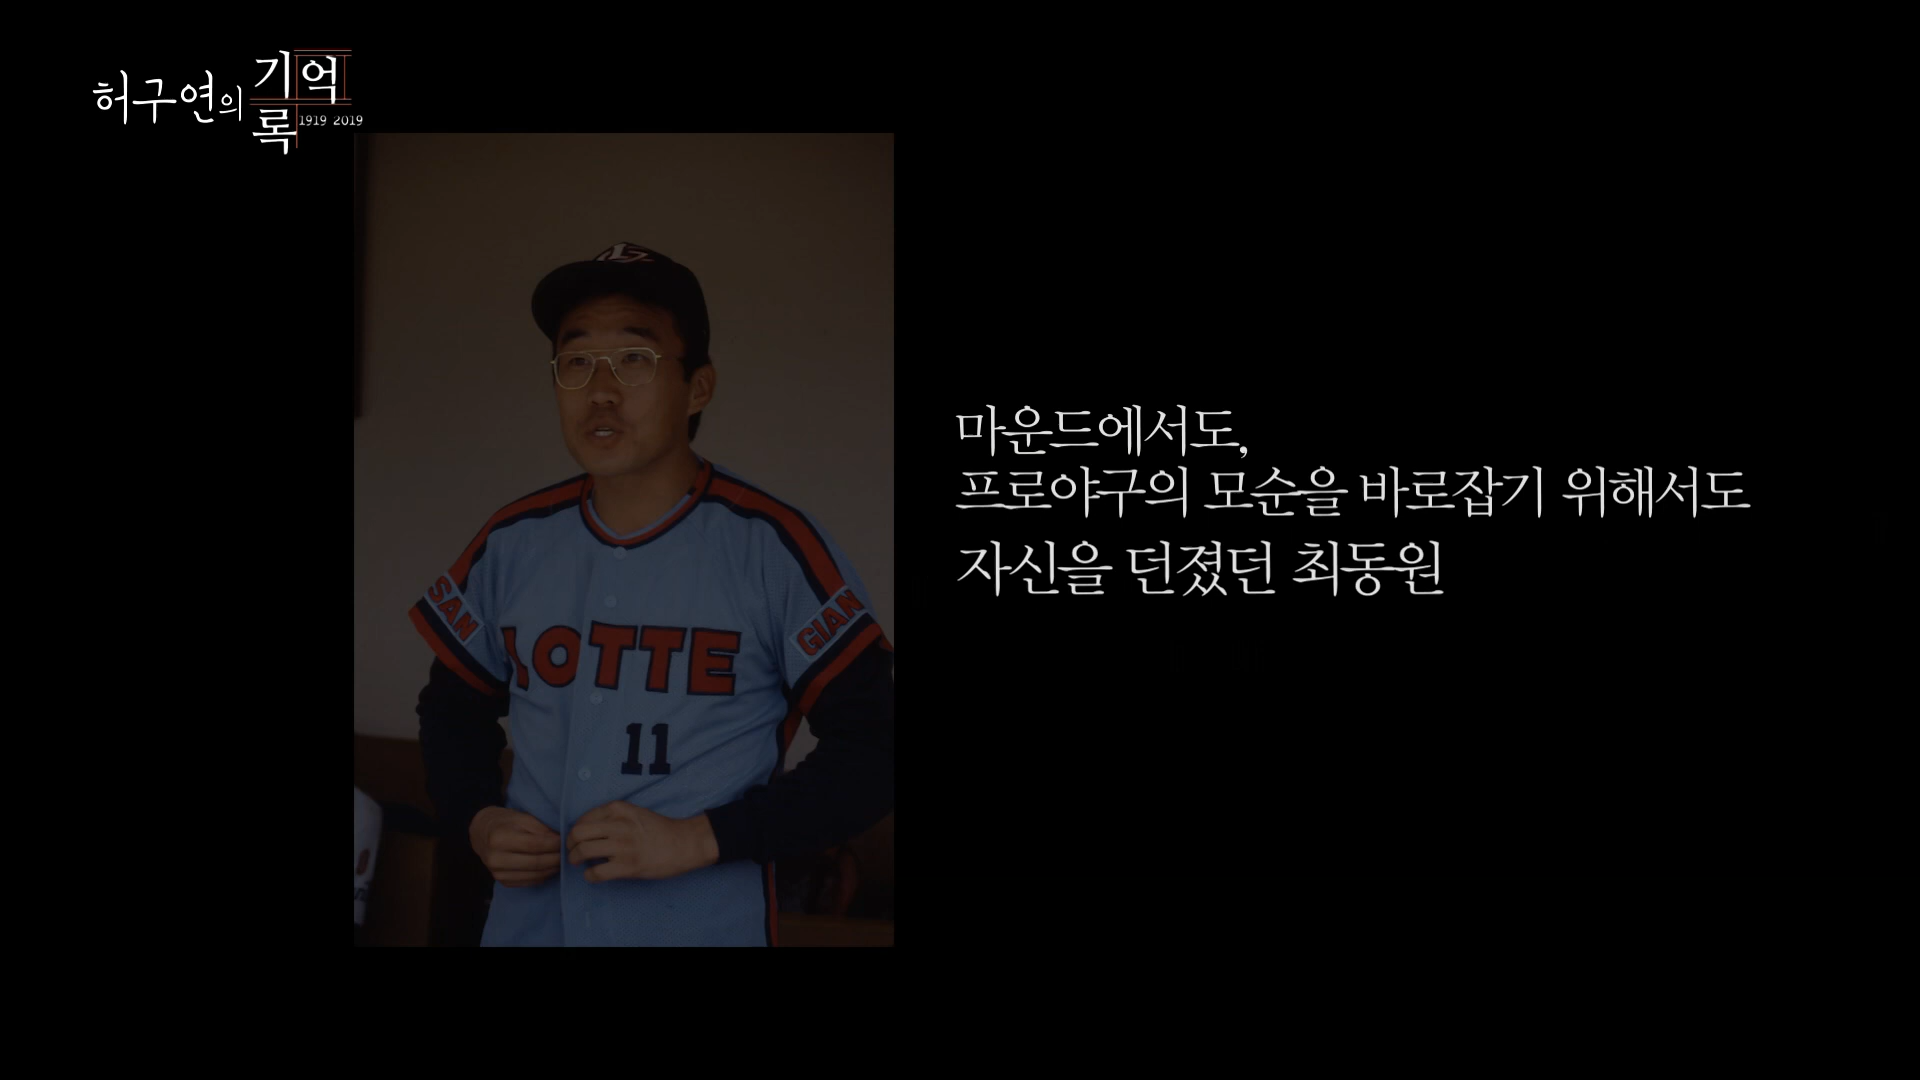 허구연의 기억록
1919 2019
마운드에서도,
프로야구의 모순을 바로잡기 위해서도
자신을 던졌던 최동원
SAN
GIAN
LOTTE
11